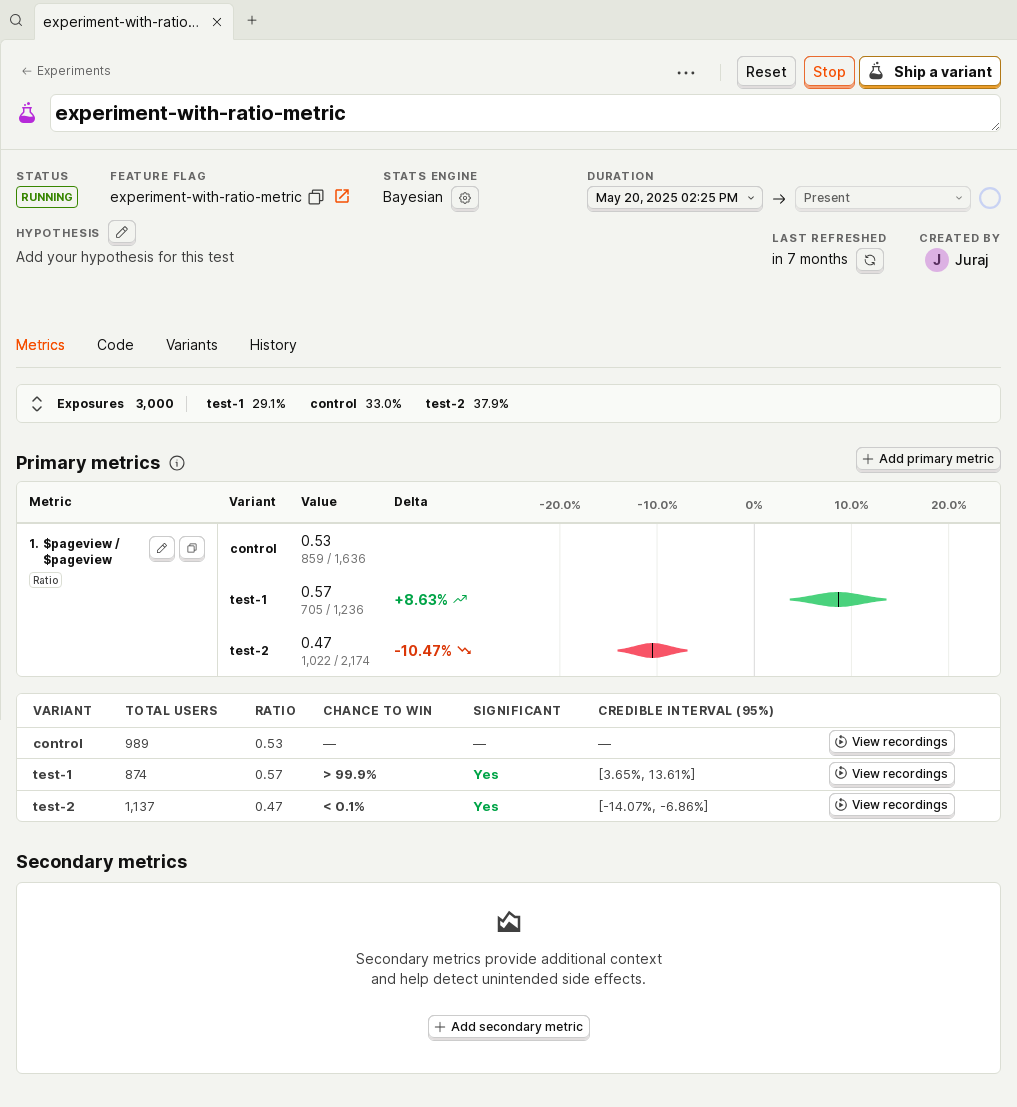 experiment-with-ratio...
Experiments
Reset
Stop
Ship a variant
experiment-with-ratio-metric
STATUS
FEATURE FLAG
STATS ENGINE
DURATION
RUNNING
experiment-with-ratio-metric
Bayesian
May 20, 2025 02:25 PM
Present
HYPOTHESIS
LAST REFRESHED
CREATED BY
Add your hypothesis for this test
in 7 months
J Juraj
Metrics
Code
Variants
History
Exposures 3,000 test-1 29.1% control 33.0% test-2 37.9%
Primary metrics
Add primary metric
Metric Variant Value Delta -20.0% -10.0% 0% 10.0% 20.0%
1. $pageview /
$pageview
Ratio
control 0.53
859 / 1,636
test-1 0.57 +8.63%
705 / 1,236
test-2 0.47 -10.47%
1,022 / 2,174
VARIANT TOTAL USERS RATIO CHANCE TO WIN SIGNIFICANT CREDIBLE INTERVAL (95%)
control 989 0.53 — — — View recordings
test-1 874 0.57 > 99.9% Yes [3.65%, 13.61%] View recordings
test-2 1,137 0.47 < 0.1% Yes [-14.07%, -6.86%] View recordings
Secondary metrics
Secondary metrics provide additional context
and help detect unintended side effects.
Add secondary metric